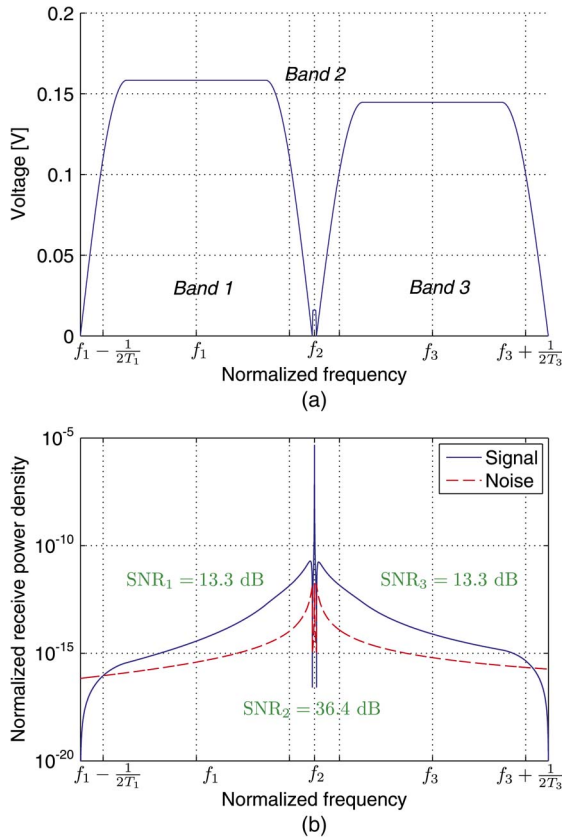 0.2
0.15
0.1
0.05
0
Voltage [V]
Band 2
Band 1
Band 3
f₁ − 1/2T₁
f₁
f₂
f₃
f₃ + 1/2T₃
Normalized frequency
(a)
10⁻⁵
10⁻¹⁰
10⁻¹⁵
10⁻²⁰
Normalized receive power density
Signal
Noise
SNR₁ = 13.3 dB
SNR₃ = 13.3 dB
SNR₂ = 36.4 dB
f₁ − 1/2T₁
f₁
f₂
f₃
f₃ + 1/2T₃
Normalized frequency
(b)